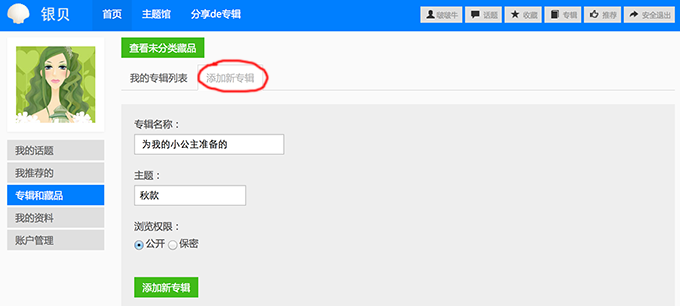 银贝 首页 主题馆 分享de专辑 啵啵牛 话题 收藏 专辑 推荐 安全退出
查看未分类藏品
我的专辑列表 添加新专辑
专辑名称：
为我的小公主准备的
我的话题
我推荐的
专辑和藏品
我的资料
账户管理
主题：
秋款
浏览权限：
公开 保密
添加新专辑